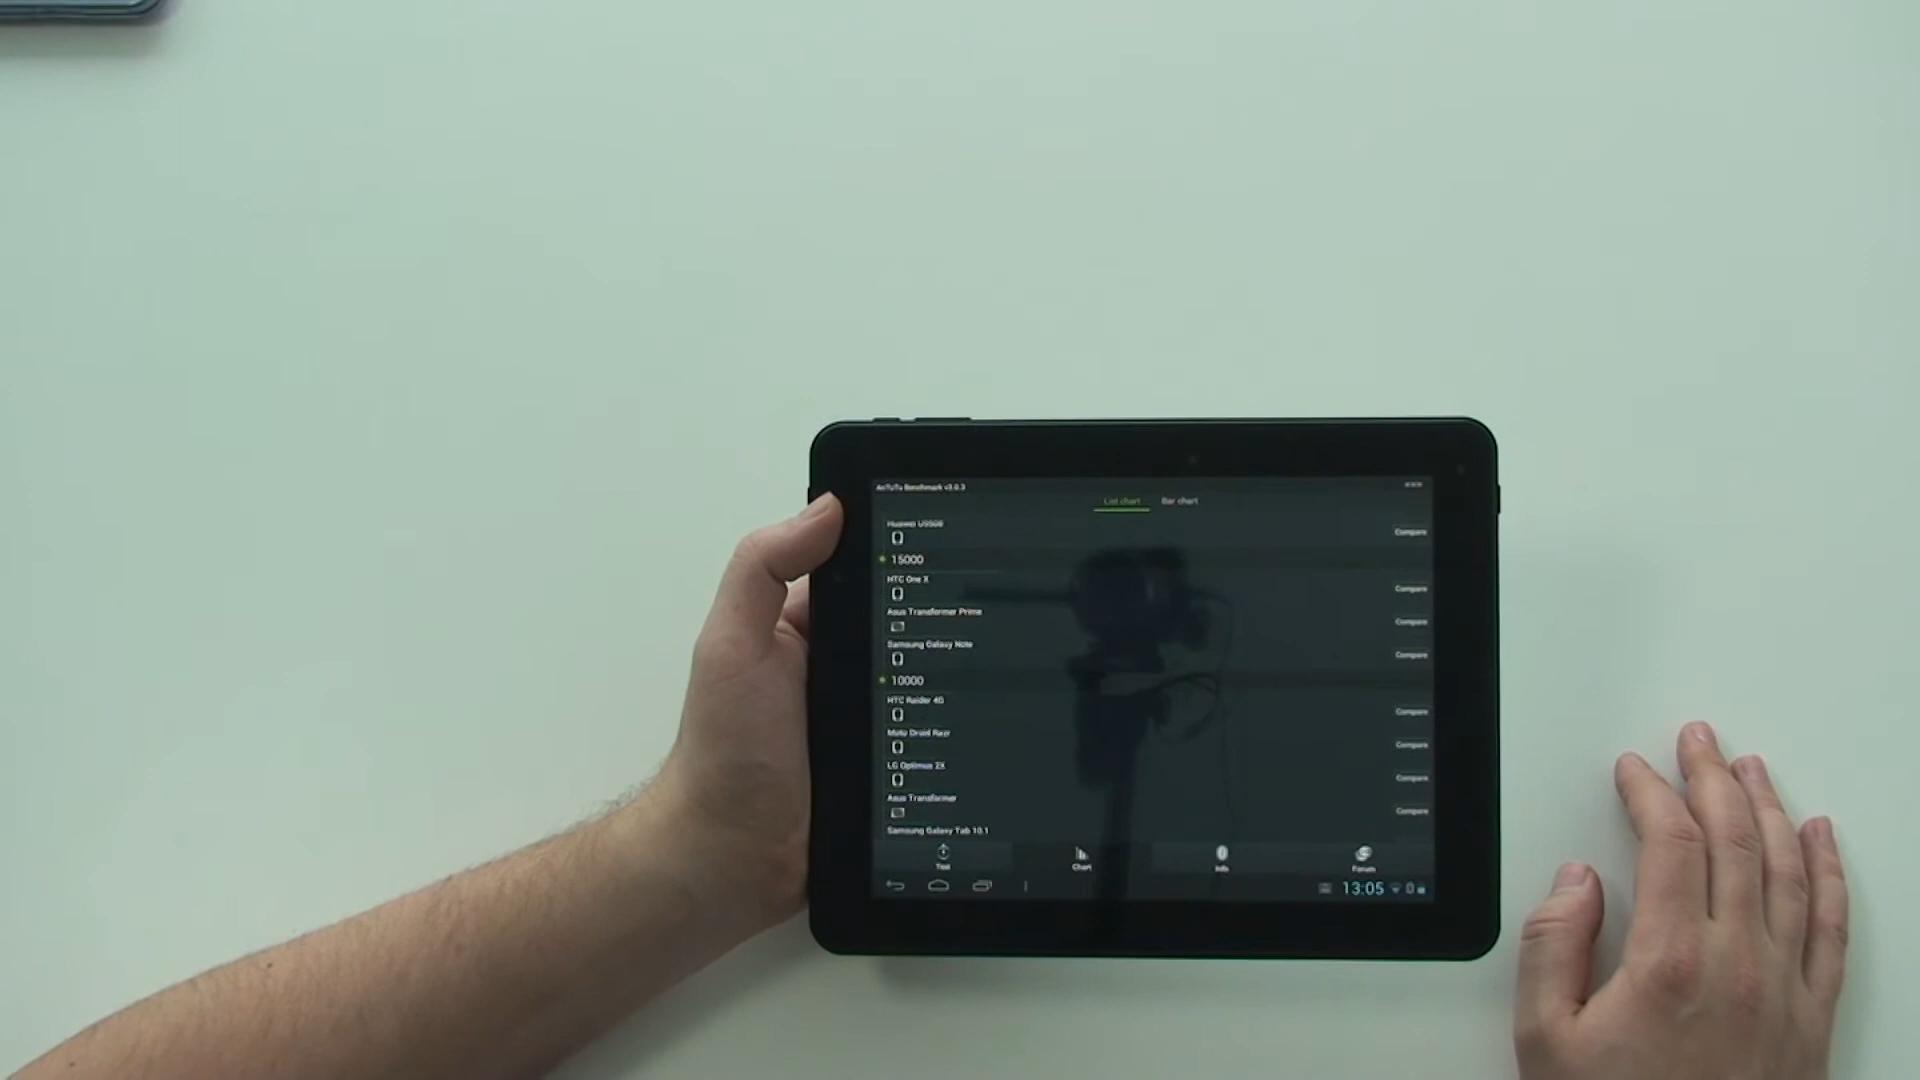 AnTuTu Benchmark v3.0.3
List chart
Bar chart
Huawei U9508
Compare
15000
HTC One X
Compare
Asus Transformer Prime
Compare
Samsung Galaxy Note
Compare
10000
HTC Raider 4G
Compare
Moto Droid Razr
Compare
LG Optimus 2X
Compare
Asus Transformer
Compare
Samsung Galaxy Tab 10.1
Test
Chart
Info
Forum
13:05